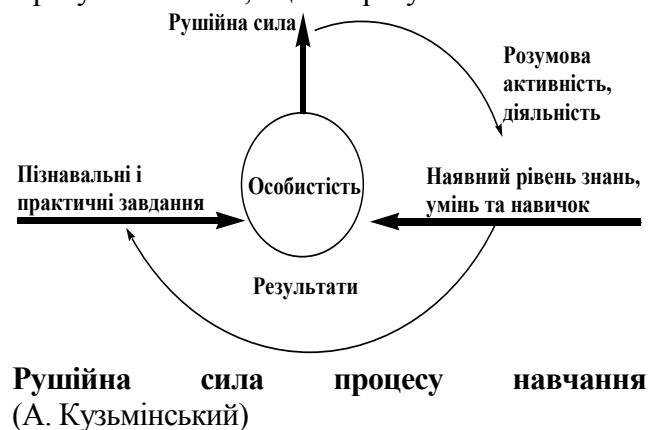 Рушійна сила
Розумова
активність,
діяльність
Пізнавальні і
практичні завдання
Особистість
Наявний рівень знань,
умінь та навичок
Результати
Рушійна сила процесу навчання
(А. Кузьмінський)